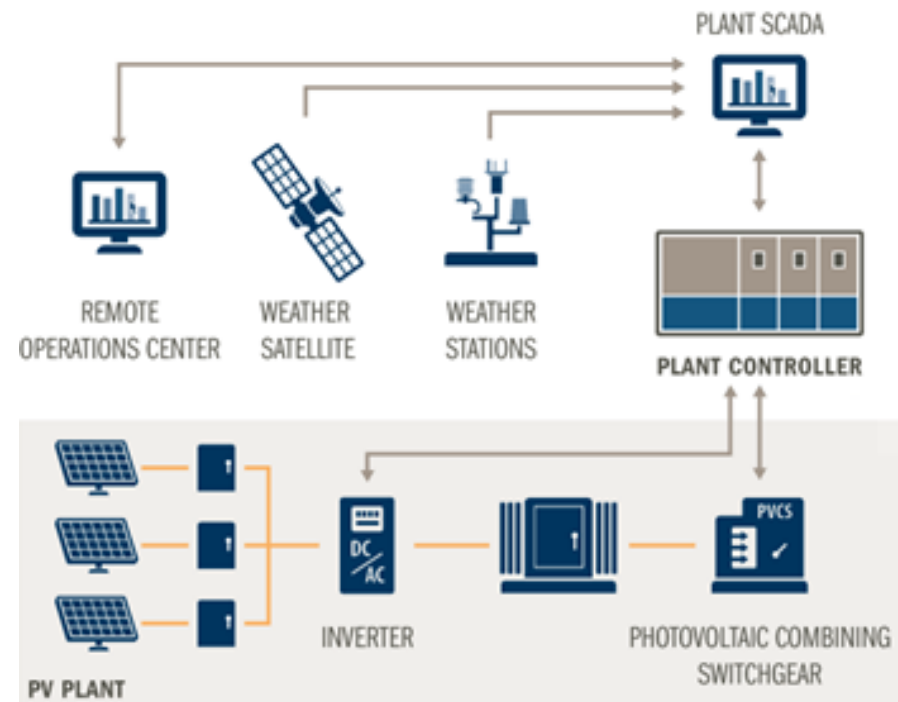 PLANT SCADA
REMOTE
OPERATIONS CENTER
WEATHER
SATELLITE
WEATHER
STATIONS
PLANT CONTROLLER
DC
AC
PVCS
INVERTER
PHOTOVOLTAIC COMBINING
SWITCHGEAR
PV PLANT